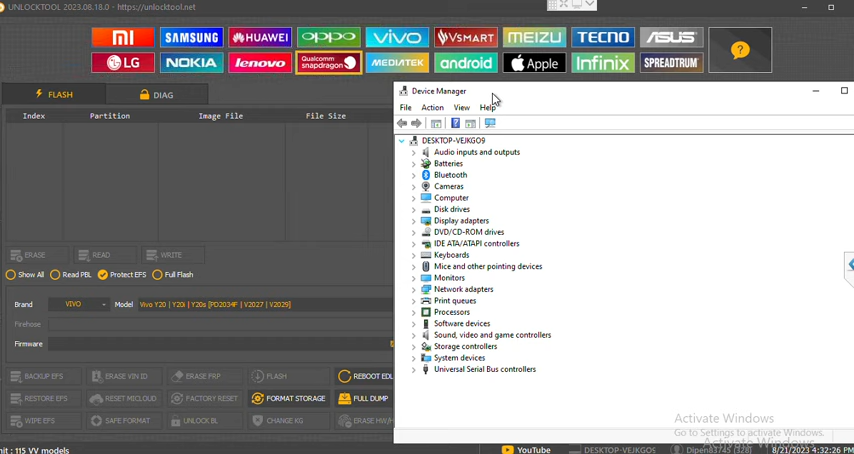 UNLOCKTOOL 2023.08.18.0 - https://unlocktool.net
mi SAMSUNG HUAWEI oppo vivo VSMART MEIZU TECNO ASUS
LG NOKIA lenovo Qualcomm snapdragon MEDIATEK android Apple Infinix SPREADTRUM ?
FLASH DIAG
Index Partition Image File File Size
ERASE READ WRITE
Show All Read PBL Protect EFS Full Flash
Brand VIVO Model Vivo Y20 | Y20i | Y20s [PD2034F | V2027 | V2029]
Firehose
Firmware
BACKUP EFS ERASE VIN ID ERASE FRP FLASH REBOOT EDL
RESTORE EFS RESET MICLOUD FACTORY RESET FORMAT STORAGE FULL DUMP
WIPE EFS SAFE FORMAT UNLOCK BL CHANGE KG ERASE HW/H
Device Manager
File Action View Help
DESKTOP-VEJKGO9
Audio inputs and outputs
Batteries
Bluetooth
Cameras
Computer
Disk drives
Display adapters
DVD/CD-ROM drives
IDE ATA/ATAPI controllers
Keyboards
Mice and other pointing devices
Monitors
Network adapters
Print queues
Processors
Software devices
Sound, video and game controllers
Storage controllers
System devices
Universal Serial Bus controllers
Activate Windows
Go to Settings to activate Windows.
Activate Windows
nit : 115 VV models YouTube DESKTOP-VEJKGO9 Dipen83745 (328) 8/21/2023 4:32:26 PM